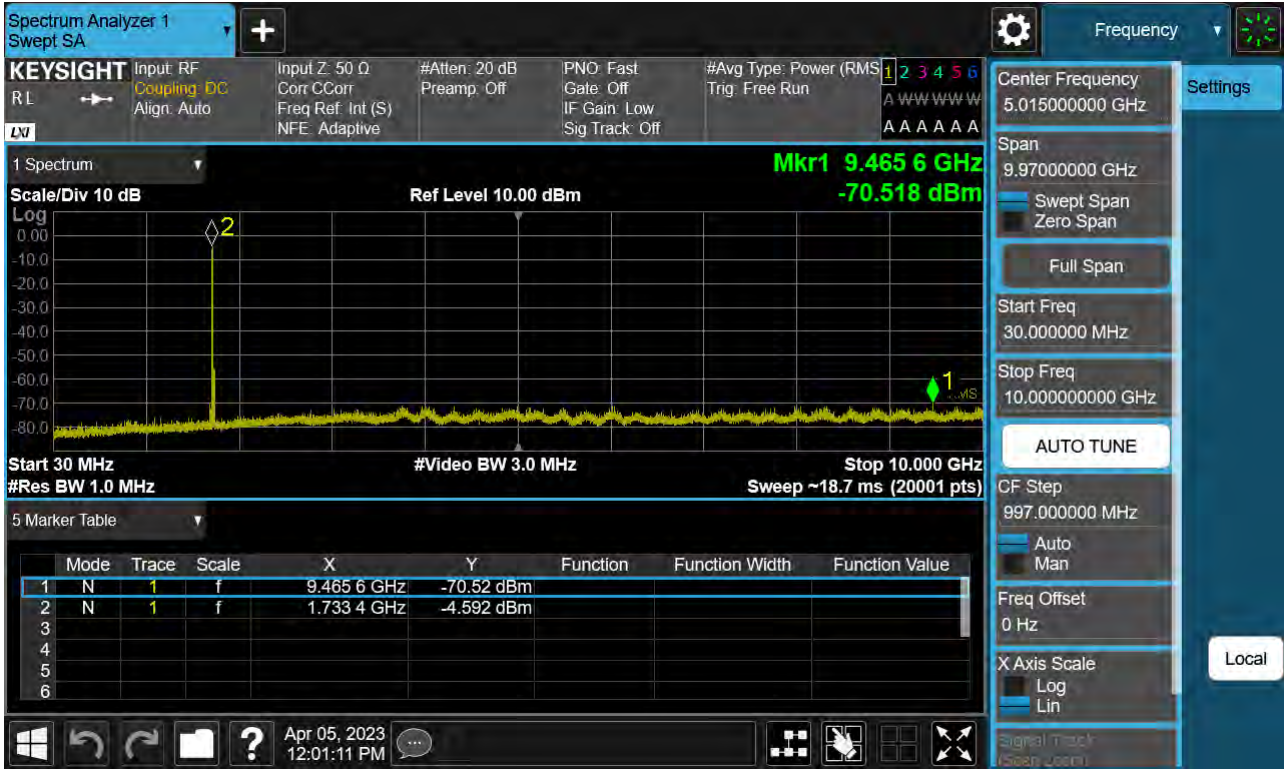 Spectrum Analyzer 1
Swept SA
Frequency
KEYSIGHT
RL
LXI
Input: RF
Coupling: DC
Align: Auto
Input Z: 50 Ω
Corr CCorr
Freq Ref: Int (S)
NFE: Adaptive
#Atten: 20 dB
Preamp: Off
PNO: Fast
Gate: Off
IF Gain: Low
Sig Track: Off
#Avg Type: Power (RMS
Trig: Free Run
1 2 3 4 5 6
A W W W W W
A A A A A A
1 Spectrum
Mkr1 9.465 6 GHz
-70.518 dBm
Scale/Div 10 dB
Ref Level 10.00 dBm
Log
0.00
-10.0
-20.0
-30.0
-40.0
-50.0
-60.0
-70.0
-80.0
2
1
RMS
Start 30 MHz
#Video BW 3.0 MHz
Stop 10.000 GHz
#Res BW 1.0 MHz
Sweep ~18.7 ms (20001 pts)
5 Marker Table
Mode Trace Scale X Y Function Function Width Function Value
1 N 1 f 9.465 6 GHz -70.52 dBm
2 N 1 f 1.733 4 GHz -4.592 dBm
3
4
5
6
Apr 05, 2023
12:01:11 PM
Center Frequency
5.015000000 GHz
Span
9.97000000 GHz
Swept Span
Zero Span
Full Span
Start Freq
30.000000 MHz
Stop Freq
10.000000000 GHz
AUTO TUNE
CF Step
997.000000 MHz
Auto
Man
Freq Offset
0 Hz
X Axis Scale
Log
Lin
Signal Track
(Span Zoom)
Settings
Local